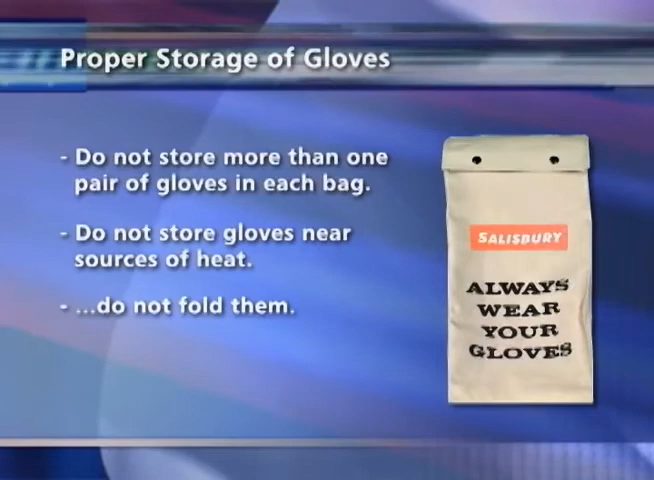 Proper Storage of Gloves
- Do not store more than one
pair of gloves in each bag.
- Do not store gloves near
sources of heat.
- ...do not fold them.
SALISBURY
ALWAYS
WEAR
YOUR
GLOVES